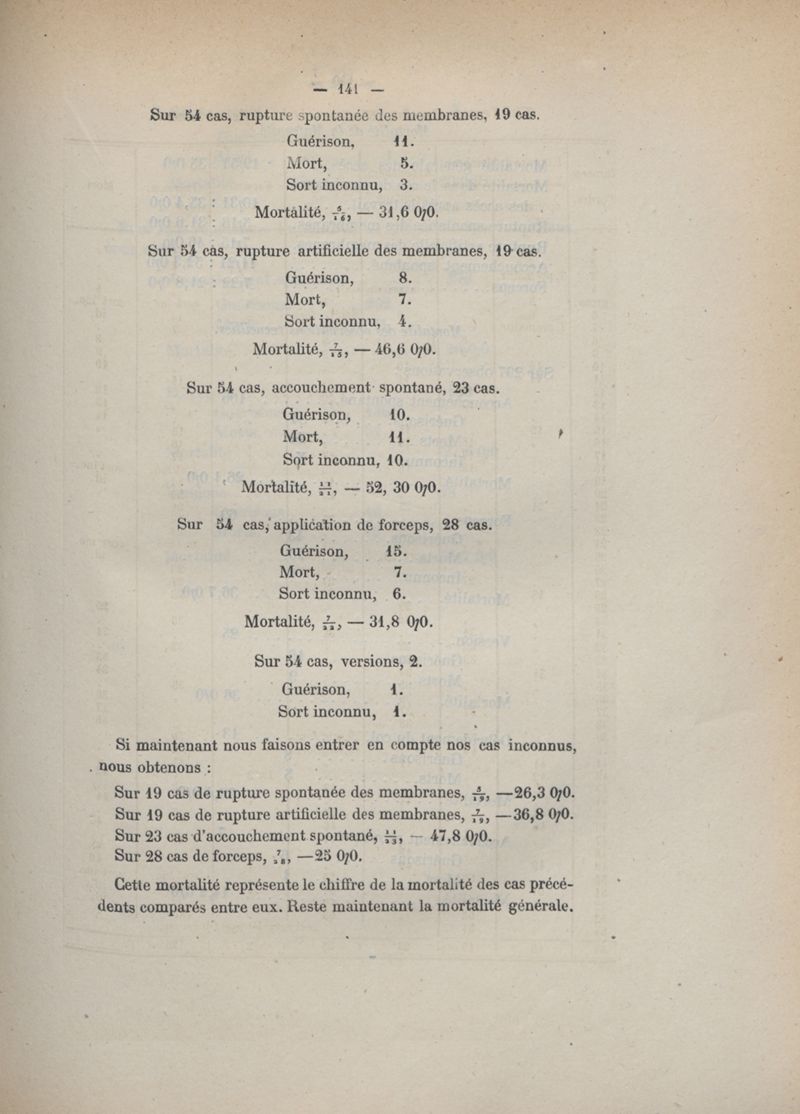 — 141 —
Sur 54 cas, rupture spontanée des membranes, 19 cas.
Guérison, 11.
Mort, 5.
Sort inconnu, 3.
Mortalité, 5/16, — 31,6 0/0.
Sur 54 cas, rupture artificielle des membranes, 19 cas.
Guérison, 8.
Mort, 7.
Sort inconnu, 4.
Mortalité, 7/15, — 46,6 0/0.
Sur 54 cas, accouchement spontané, 23 cas.
Guérison, 10.
Mort, 11.
Sort inconnu, 10.
Mortalité, 11/21, — 52, 30 0/0.
Sur 54 cas, application de forceps, 28 cas.
Guérison, 15.
Mort, 7.
Sort inconnu, 6.
Mortalité, 7/22, — 31,8 0/0.
Sur 54 cas, versions, 2.
Guérison, 1.
Sort inconnu, 1.
Si maintenant nous faisons entrer en compte nos cas inconnus,
nous obtenons :
Sur 19 cas de rupture spontanée des membranes, 5/19, —26,3 0/0.
Sur 19 cas de rupture artificielle des membranes, 7/19, —36,8 0/0.
Sur 23 cas d'accouchement spontané, 11/23, — 47,8 0/0.
Sur 28 cas de forceps, 7/28, —25 0/0.
Cette mortalité représente le chiffre de la mortalité des cas précé-
dents comparés entre eux. Reste maintenant la mortalité générale.